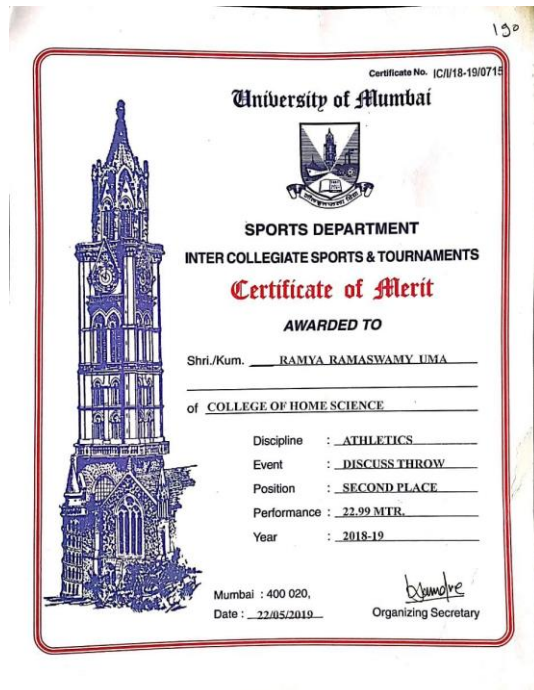 190
Certificate No. IC/I/18-19/0715
University of Mumbai
SPORTS DEPARTMENT
INTER COLLEGIATE SPORTS & TOURNAMENTS
Certificate of Merit
AWARDED TO
Shri./Kum. RAMYA RAMASWAMY UMA
of COLLEGE OF HOME SCIENCE
Discipline : ATHLETICS
Event : DISCUSS THROW
Position : SECOND PLACE
Performance : 22.99 MTR.
Year : 2018-19
Mumbai : 400 020,
Date : 22/05/2019
Organizing Secretary